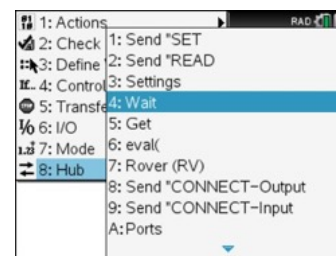 1: Actions
RAD
2: Check
3: Define
4: Control
5: Transfe
6: I/O
7: Mode
8: Hub
1: Send "SET
2: Send "READ
3: Settings
4: Wait
5: Get
6: eval(
7: Rover (RV)
8: Send "CONNECT-Output
9: Send "CONNECT-Input
A: Ports